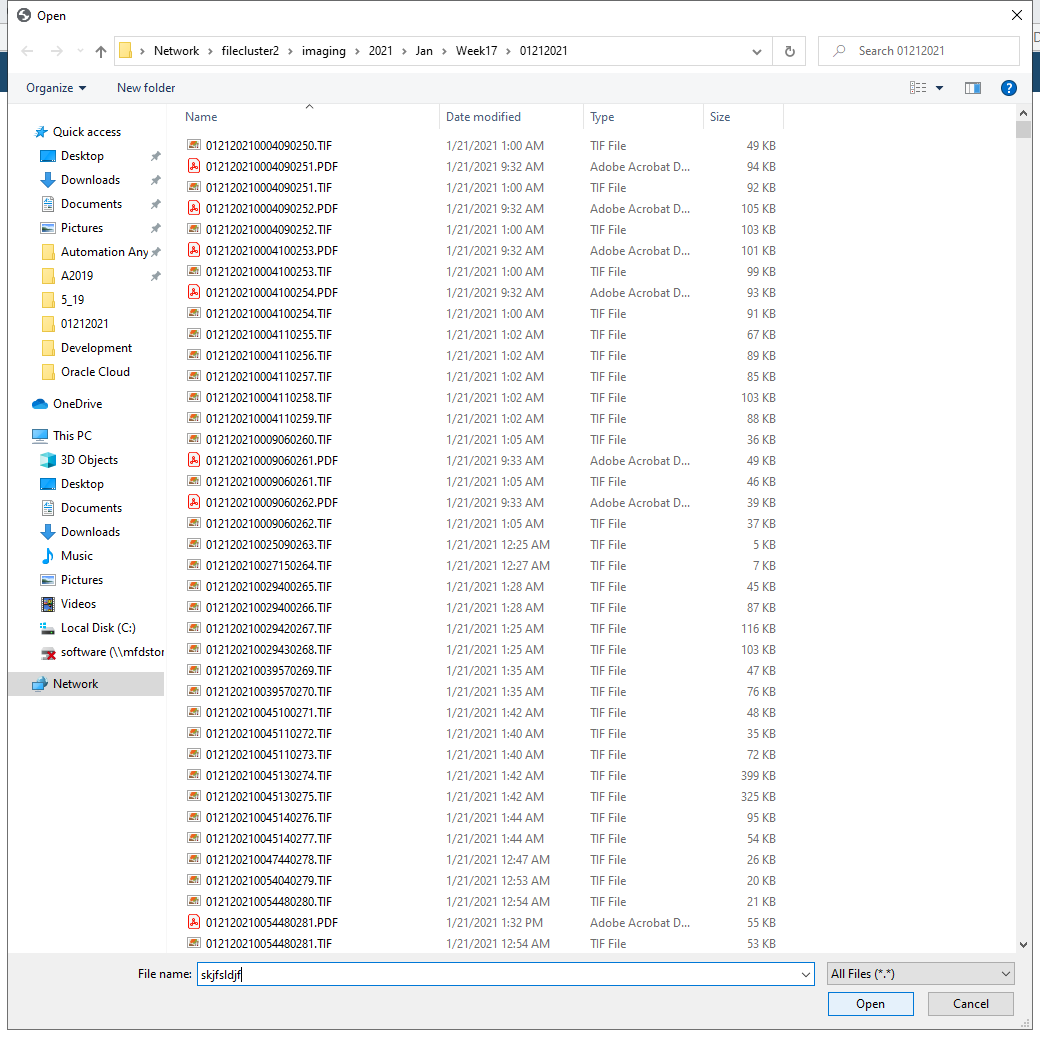 Open
Network > filecluster2 > imaging > 2021 > Jan > Week17 > 01212021
Search 01212021
Organize
New folder
Quick access
Desktop
Downloads
Documents
Pictures
Automation Any
A2019
5_19
01212021
Development
Oracle Cloud
OneDrive
This PC
3D Objects
Desktop
Documents
Downloads
Music
Pictures
Videos
Local Disk (C:)
software (\\mfdstor
Network
Name Date modified Type Size
012120210004090250.TIF 1/21/2021 1:00 AM TIF File 49 KB
012120210004090251.PDF 1/21/2021 9:32 AM Adobe Acrobat D... 94 KB
012120210004090251.TIF 1/21/2021 1:00 AM TIF File 92 KB
012120210004090252.PDF 1/21/2021 9:32 AM Adobe Acrobat D... 105 KB
012120210004090252.TIF 1/21/2021 1:00 AM TIF File 103 KB
012120210004100253.PDF 1/21/2021 9:32 AM Adobe Acrobat D... 101 KB
012120210004100253.TIF 1/21/2021 1:00 AM TIF File 99 KB
012120210004100254.PDF 1/21/2021 9:32 AM Adobe Acrobat D... 93 KB
012120210004100254.TIF 1/21/2021 1:00 AM TIF File 91 KB
012120210004110255.TIF 1/21/2021 1:02 AM TIF File 67 KB
012120210004110256.TIF 1/21/2021 1:02 AM TIF File 89 KB
012120210004110257.TIF 1/21/2021 1:02 AM TIF File 85 KB
012120210004110258.TIF 1/21/2021 1:02 AM TIF File 103 KB
012120210004110259.TIF 1/21/2021 1:02 AM TIF File 88 KB
012120210009060260.TIF 1/21/2021 1:05 AM TIF File 36 KB
012120210009060261.PDF 1/21/2021 9:33 AM Adobe Acrobat D... 49 KB
012120210009060261.TIF 1/21/2021 1:05 AM TIF File 46 KB
012120210009060262.PDF 1/21/2021 9:33 AM Adobe Acrobat D... 39 KB
012120210009060262.TIF 1/21/2021 1:05 AM TIF File 37 KB
012120210025090263.TIF 1/21/2021 12:25 AM TIF File 5 KB
012120210027150264.TIF 1/21/2021 12:27 AM TIF File 7 KB
012120210029400265.TIF 1/21/2021 1:28 AM TIF File 45 KB
012120210029400266.TIF 1/21/2021 1:28 AM TIF File 87 KB
012120210029420267.TIF 1/21/2021 1:25 AM TIF File 116 KB
012120210029430268.TIF 1/21/2021 1:25 AM TIF File 103 KB
012120210039570269.TIF 1/21/2021 1:35 AM TIF File 47 KB
012120210039570270.TIF 1/21/2021 1:35 AM TIF File 76 KB
012120210045100271.TIF 1/21/2021 1:42 AM TIF File 48 KB
012120210045110272.TIF 1/21/2021 1:40 AM TIF File 35 KB
012120210045110273.TIF 1/21/2021 1:40 AM TIF File 72 KB
012120210045130274.TIF 1/21/2021 1:42 AM TIF File 399 KB
012120210045130275.TIF 1/21/2021 1:42 AM TIF File 325 KB
012120210045140276.TIF 1/21/2021 1:44 AM TIF File 95 KB
012120210045140277.TIF 1/21/2021 1:44 AM TIF File 54 KB
012120210047440278.TIF 1/21/2021 12:47 AM TIF File 26 KB
012120210054040279.TIF 1/21/2021 12:53 AM TIF File 20 KB
012120210054480280.TIF 1/21/2021 12:54 AM TIF File 21 KB
012120210054480281.PDF 1/21/2021 1:32 PM Adobe Acrobat D... 55 KB
012120210054480281.TIF 1/21/2021 12:54 AM TIF File 53 KB
File name: skjfsldjf
All Files (*.*)
Open
Cancel